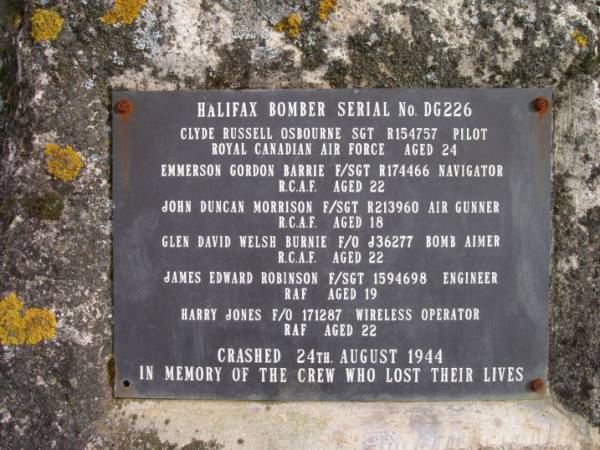 HALIFAX BOMBER SERIAL No. DG226
CLYDE RUSSELL OSBOURNE SGT R154757 PILOT
ROYAL CANADIAN AIR FORCE AGED 24
EMMERSON GORDON BARRIE F/SGT R174466 NAVIGATOR
R.C.A.F. AGED 22
JOHN DUNCAN MORRISON F/SGT R213960 AIR GUNNER
R.C.A.F. AGED 18
GLEN DAVID WELSH BURNIE F/O J36277 BOMB AIMER
R.C.A.F. AGED 22
JAMES EDWARD ROBINSON F/SGT 1594698 ENGINEER
RAF AGED 19
HARRY JONES F/O 171287 WIRELESS OPERATOR
RAF AGED 22
CRASHED 24TH. AUGUST 1944
IN MEMORY OF THE CREW WHO LOST THEIR LIVES